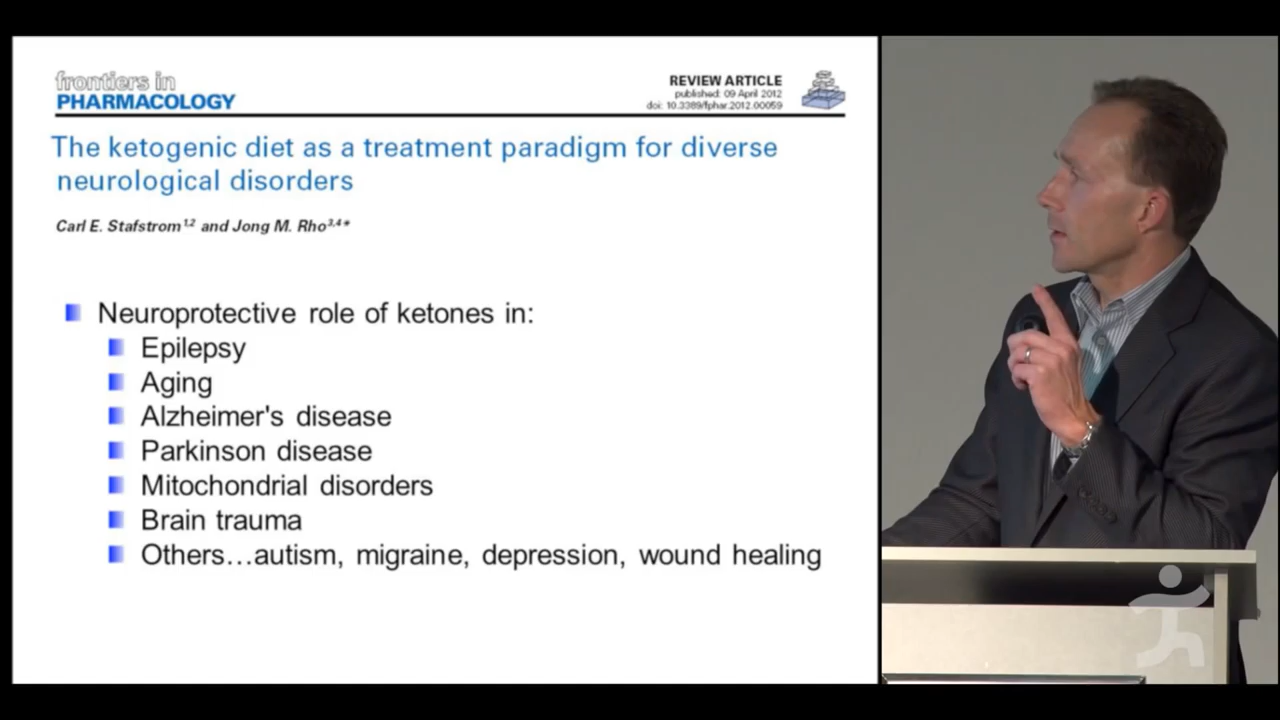 frontiers in
PHARMACOLOGY
REVIEW ARTICLE
published: 09 April 2012
doi: 10.3389/fphar.2012.00059
The ketogenic diet as a treatment paradigm for diverse
neurological disorders
Carl E. Stafstrom1,2 and Jong M. Rho3,4*
Neuroprotective role of ketones in:
Epilepsy
Aging
Alzheimer's disease
Parkinson disease
Mitochondrial disorders
Brain trauma
Others…autism, migraine, depression, wound healing